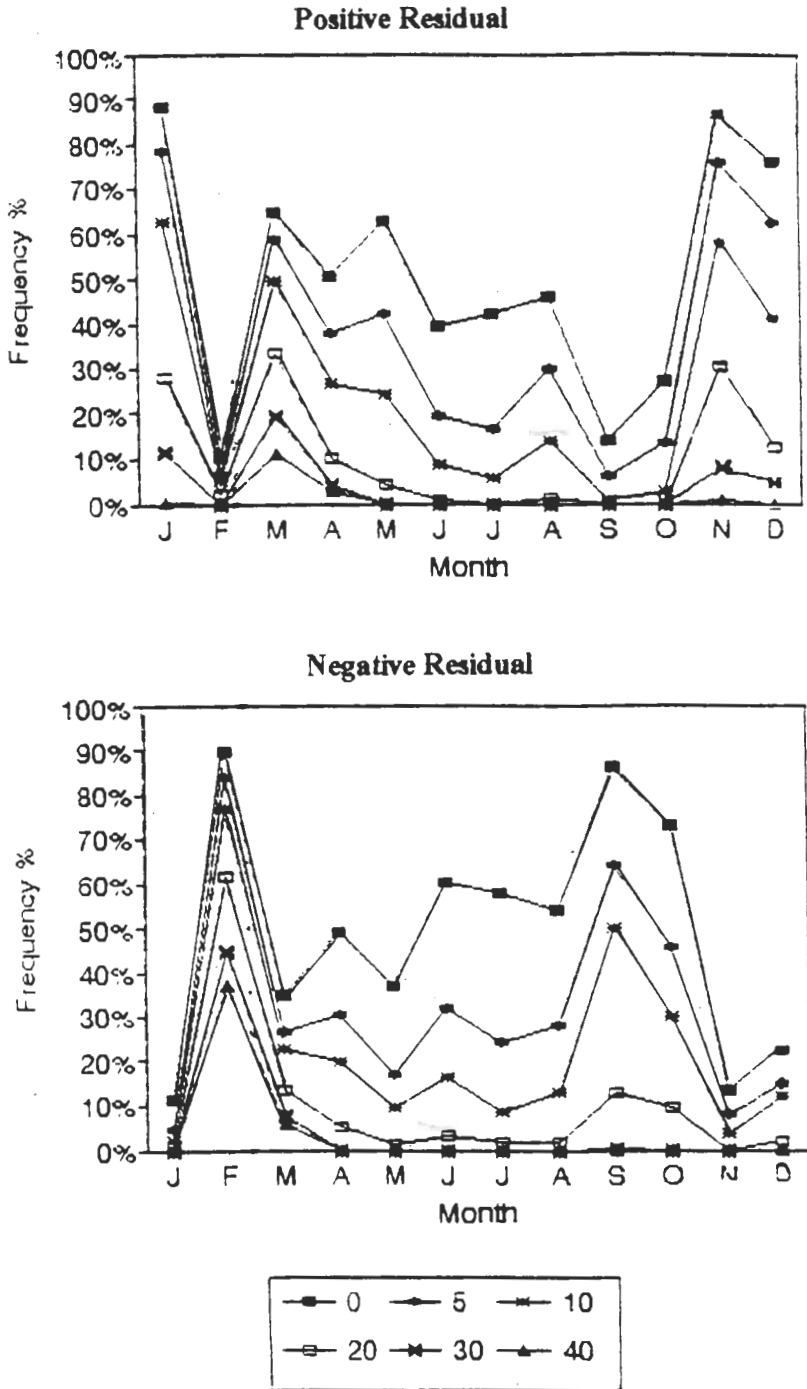 Positive Residual
100%
90%
80%
70%
60%
50%
40%
30%
20%
10%
0%
Frequency %
J F M A M J J A S O N D
Month
Negative Residual
100%
90%
80%
70%
60%
50%
40%
30%
20%
10%
0%
Frequency %
J F M A M J J A S O N D
Month
0 5 10
20 30 40